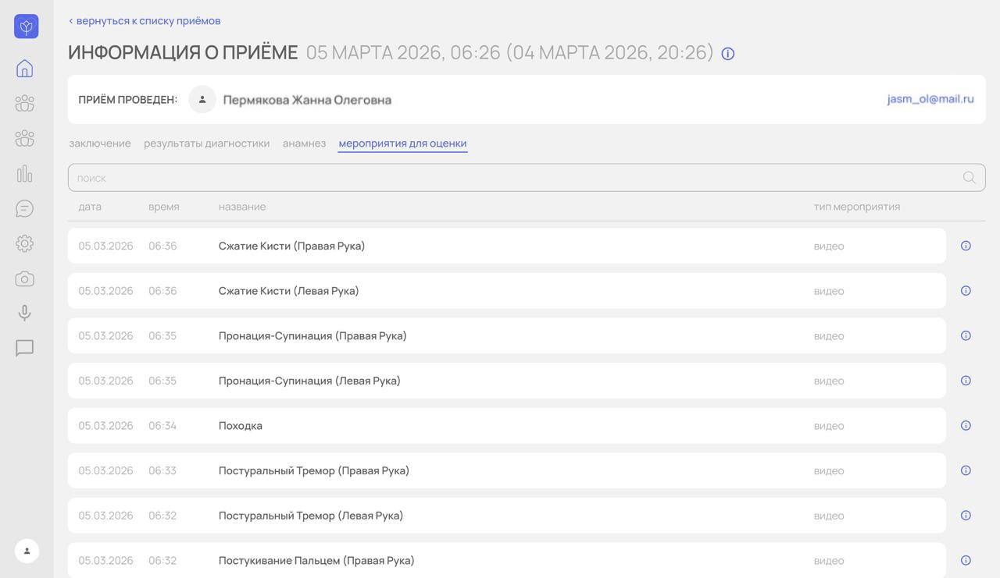 ‹ вернуться к списку приёмов
ИНФОРМАЦИЯ О ПРИЁМЕ 05 МАРТА 2026, 06:26 (04 МАРТА 2026, 20:26)
ПРИЁМ ПРОВЕДЕН: Пермякова Жанна Олеговна jasm_ol@mail.ru
заключение результаты диагностики анамнез мероприятия для оценки
поиск
дата время название тип мероприятия
05.03.2026 06:36 Сжатие Кисти (Правая Рука) видео
05.03.2026 06:36 Сжатие Кисти (Левая Рука) видео
05.03.2026 06:35 Пронация-Супинация (Правая Рука) видео
05.03.2026 06:35 Пронация-Супинация (Левая Рука) видео
05.03.2026 06:34 Походка видео
05.03.2026 06:33 Постуральный Тремор (Правая Рука) видео
05.03.2026 06:32 Постуральный Тремор (Левая Рука) видео
05.03.2026 06:32 Постукивание Пальцем (Правая Рука) видео